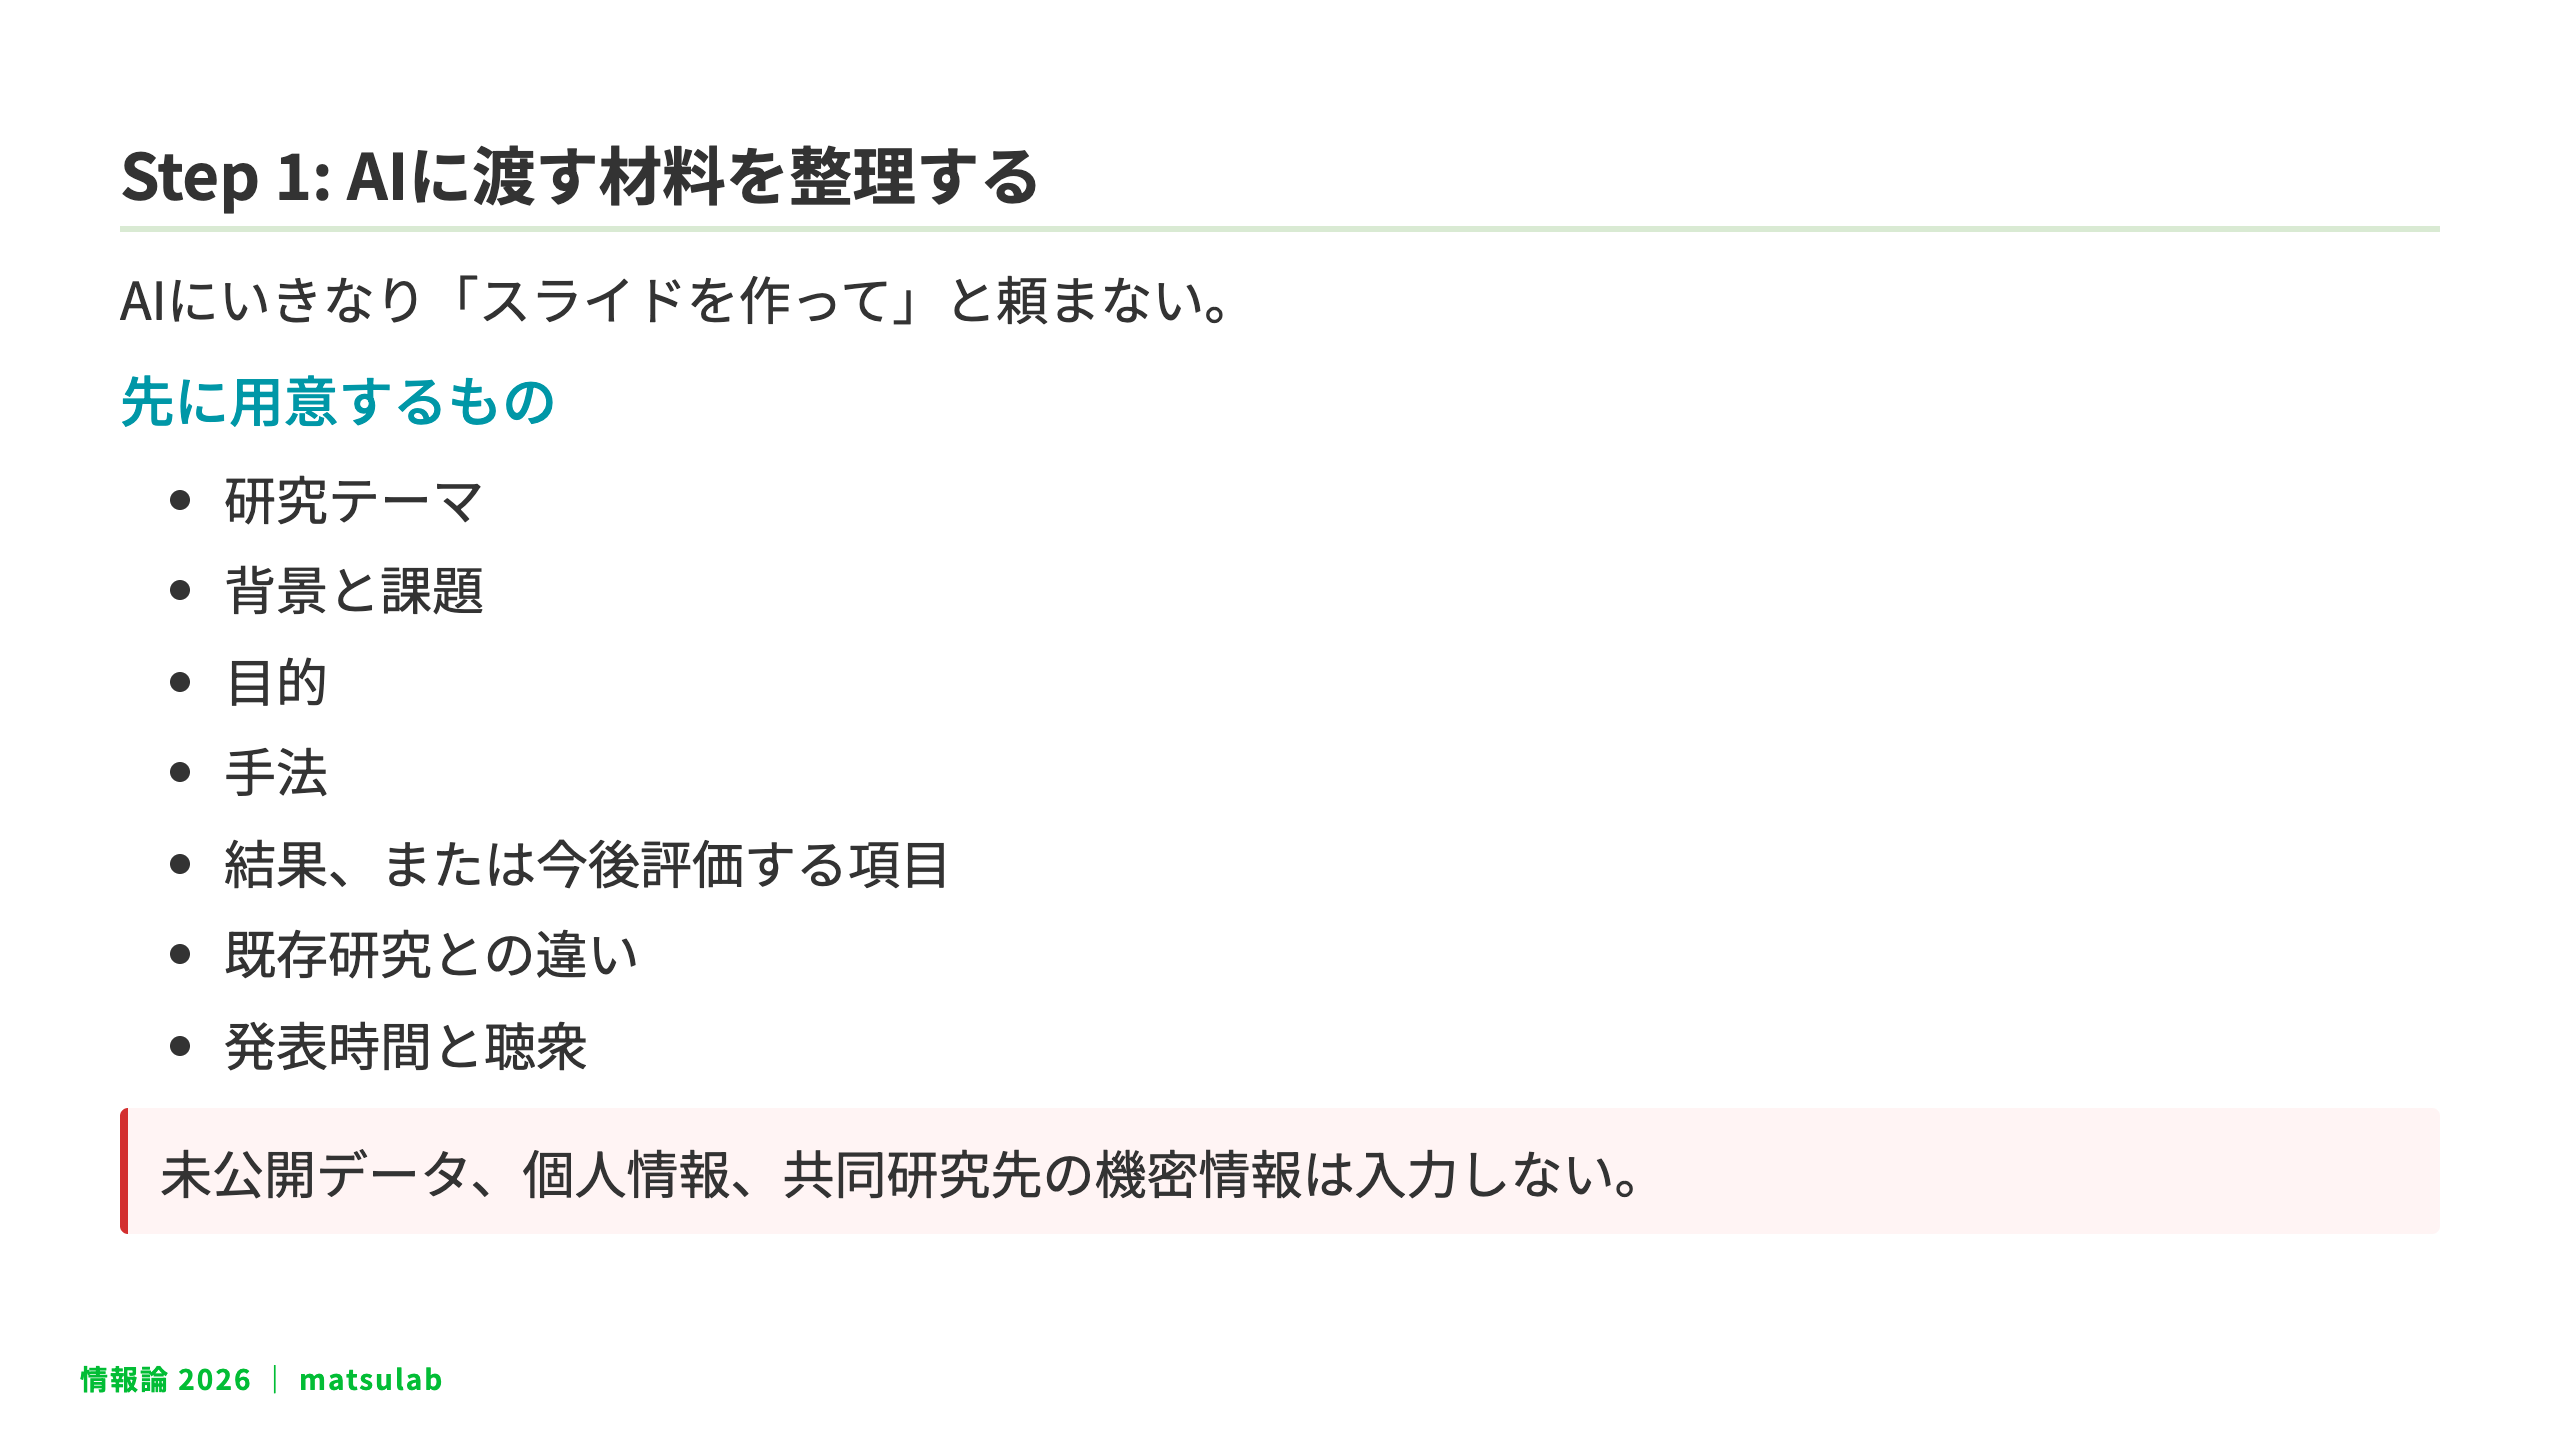 Step 1: AIに渡す材料を整理する
AIにいきなり「スライドを作って」と頼まない。
先に用意するもの
• 研究テーマ
• 背景と課題
• 目的
• 手法
• 結果、または今後評価する項目
• 既存研究との違い
• 発表時間と聴衆
未公開データ、個人情報、共同研究先の機密情報は入力しない。
情報論 2026 ｜ matsulab